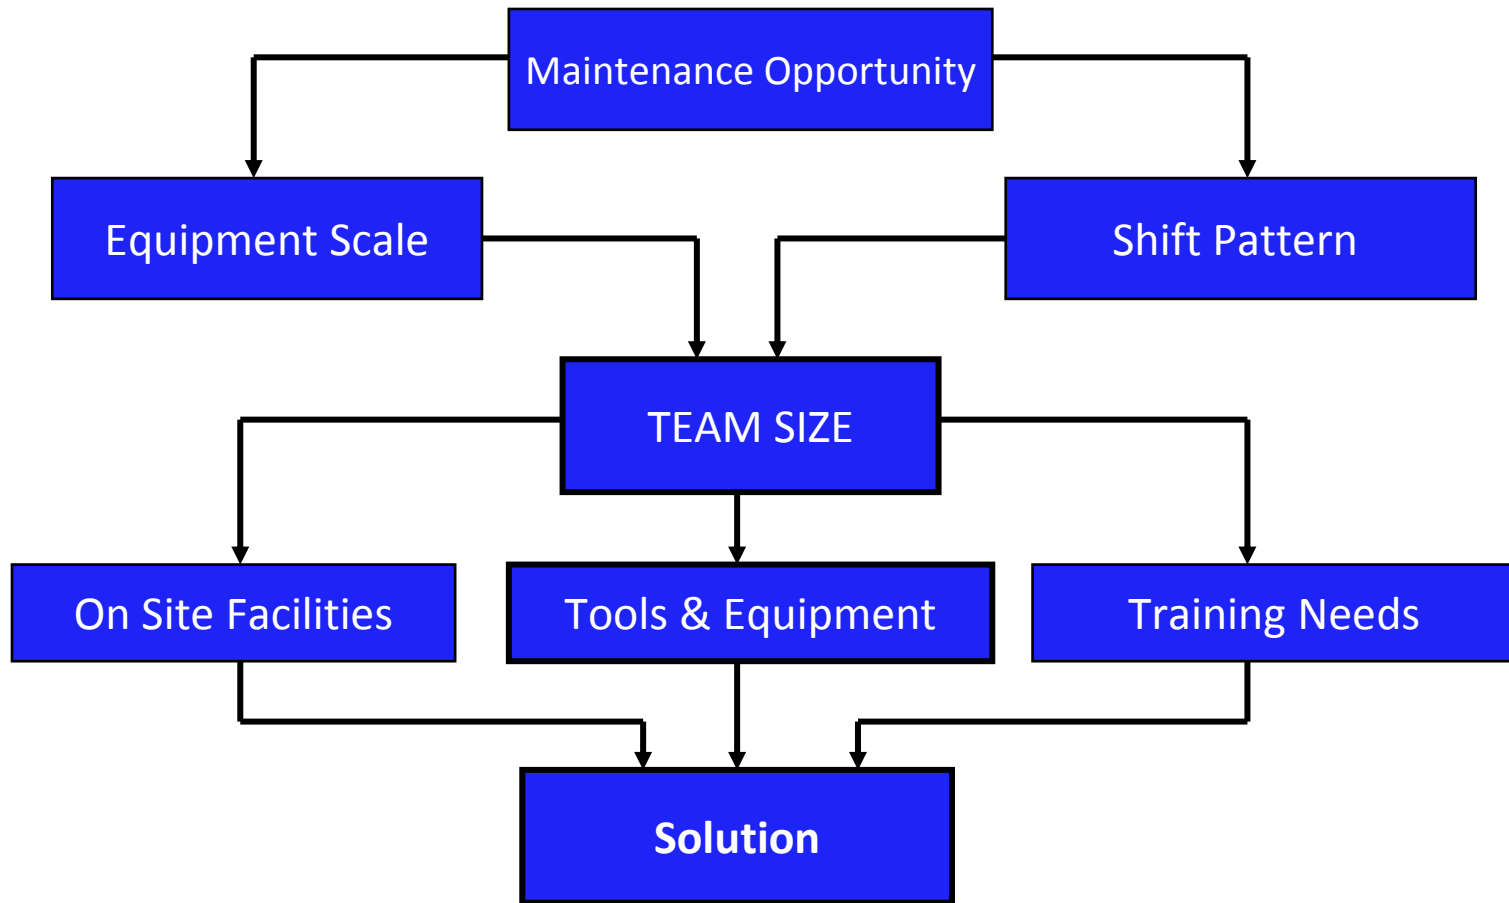 Maintenance Opportunity
Equipment Scale
Shift Pattern
TEAM SIZE
On Site Facilities
Tools & Equipment
Training Needs
Solution